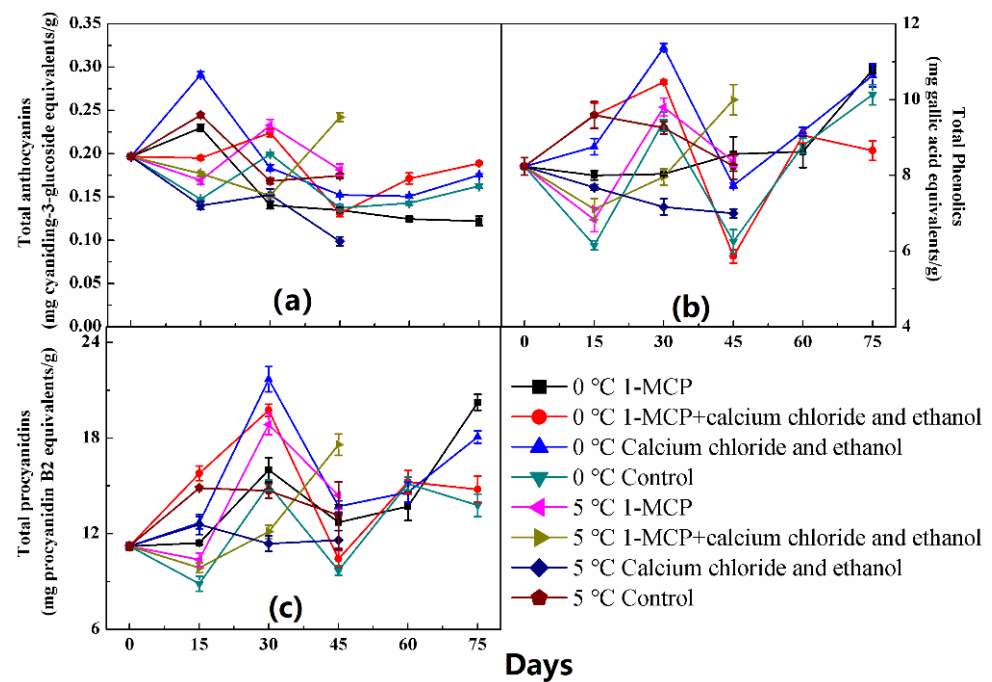 Total anthocyanins
(mg cyaniding-3-glucoside equivalents/g)
0.35
0.30
0.25
0.20
0.15
0.10
0.05
0.00
(a)
12
10
8
6
4
Total Phenolics
(mg gallic acid equivalents/g)
(b)
0 15 30 45 60 75
Total procyanidins
(mg procyanidin B2 equivalents/g)
24
18
12
6
(c)
0 15 30 45 60 75
Days
0 °C 1-MCP
0 °C 1-MCP+calcium chloride and ethanol
0 °C Calcium chloride and ethanol
0 °C Control
5 °C 1-MCP
5 °C 1-MCP+calcium chloride and ethanol
5 °C Calcium chloride and ethanol
5 °C Control